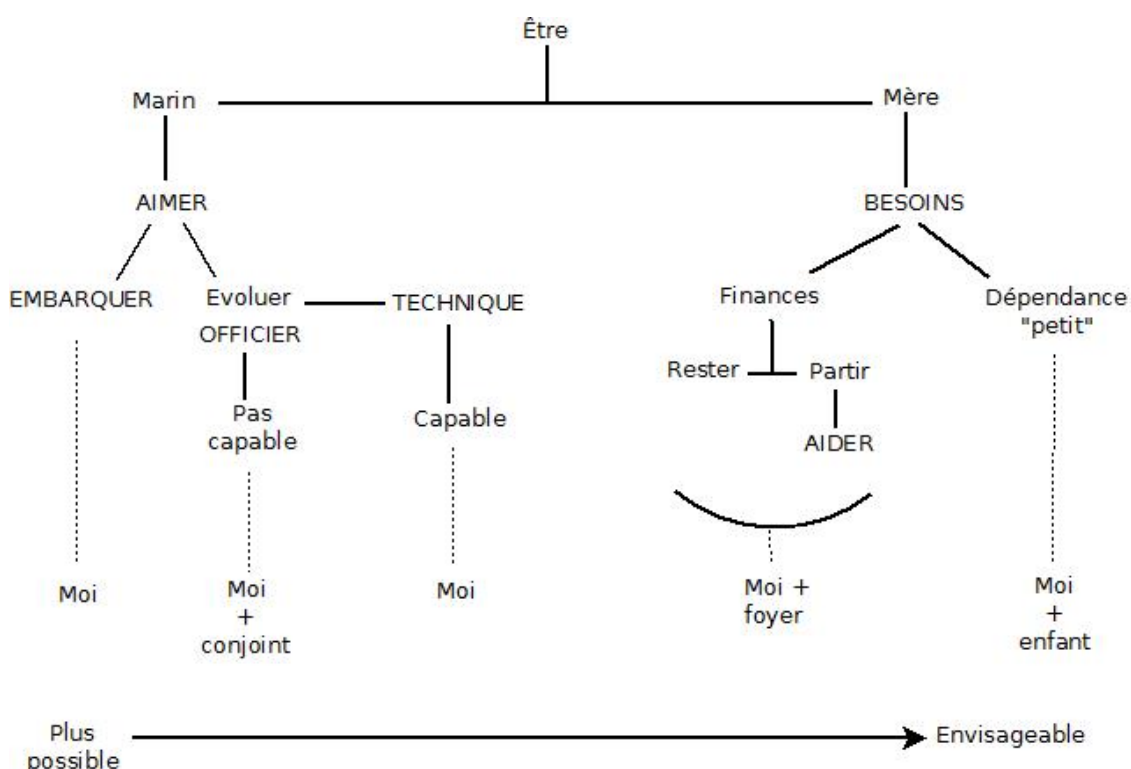 Être
Marin
Mère
AIMER
BESOINS
EMBARQUER
Evoluer
OFFICIER
TECHNIQUE
Finances
Dépendance
"petit"
Rester
Partir
Pas
capable
Capable
AIDER
Moi
Moi
+
conjoint
Moi
Moi +
foyer
Moi
+
enfant
Plus
possible
Envisageable